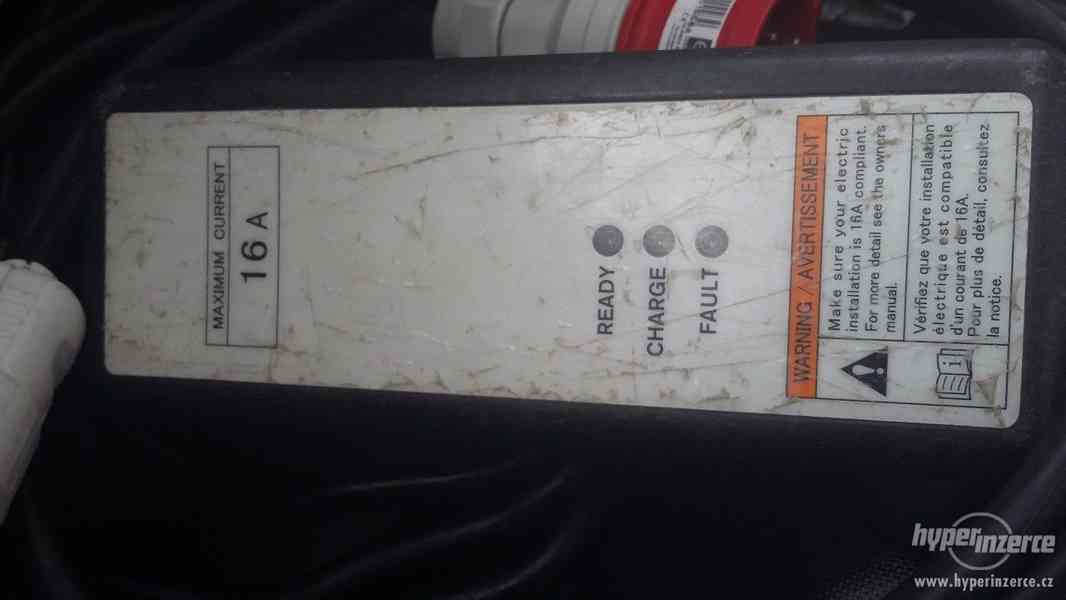 MAXIMUM CURRENT
16 A
READY
CHARGE
FAULT
WARNING / AVERTISSEMENT
Make sure your electric
installation is 16A compliant.
For more detail see the owners
manual.
Vérifiez que votre installation
électrique est compatible
d'un courant de 16A.
Pour plus de détail, consultez
la notice.
hyperinzerce
www.hyperinzerce.cz